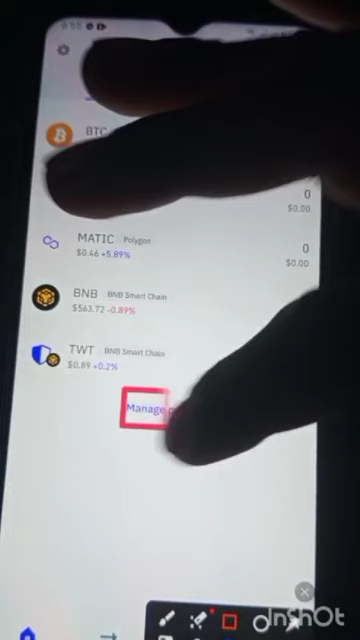 BTC
0
$0.00
MATIC Polygon
$0.46 +5.89%
0
$0.00
BNB BNB Smart Chain
$563.72 -0.89%
TWT BNB Smart Chain
$0.89 +0.2%
Manage
InShOt